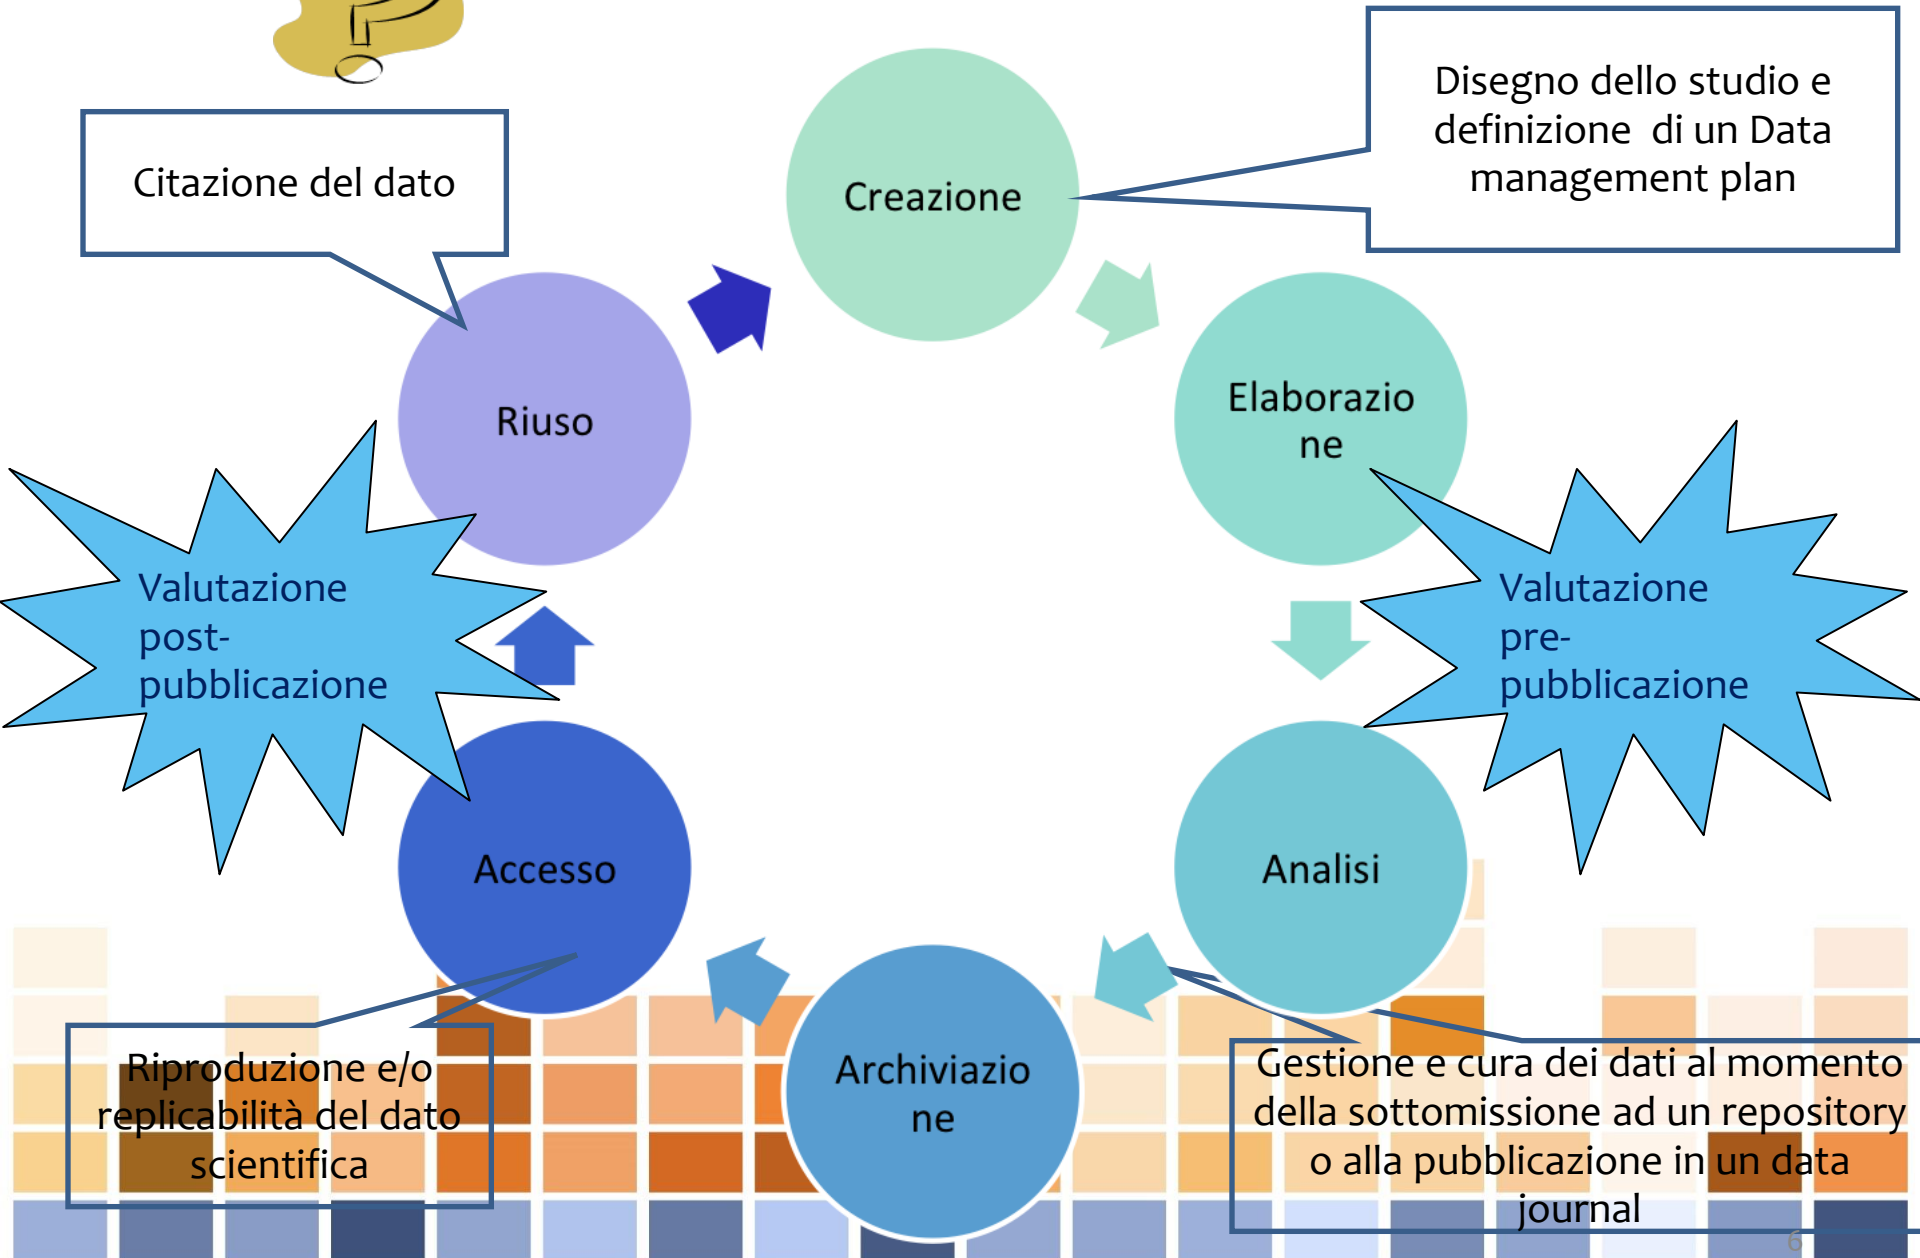 Disegno dello studio e
definizione di un Data
management plan
Citazione del dato
Creazione
Elaborazio
ne
Riuso
Valutazione
post-
pubblicazione
Valutazione
pre-
pubblicazione
Accesso
Analisi
Archiviazio
ne
Riproduzione e/o
replicabilità del dato
scientifica
Gestione e cura dei dati al momento
della sottomissione ad un repository
o alla pubblicazione in un data
journal
6